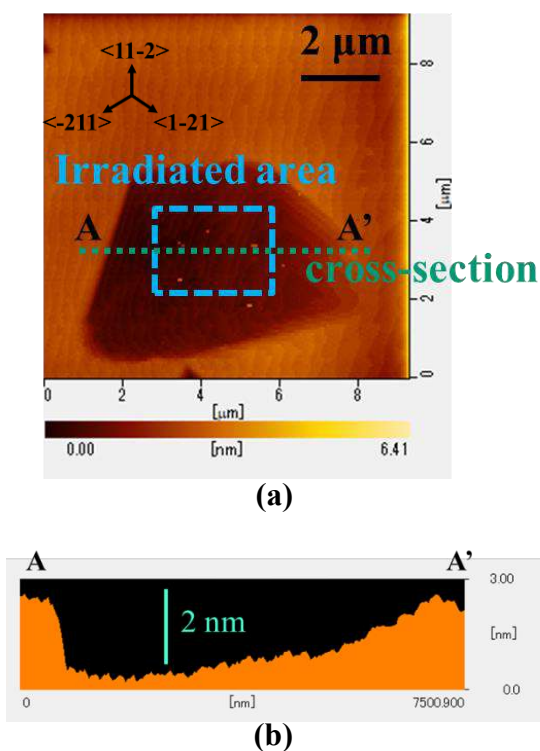 <11-2>
2 μm
<-211>
<1-21>
Irradiated area
A
A’
cross-section
8
6
4
2
0
[μm]
0
2
4
6
8
[μm]
0.00
[nm]
6.41
(a)
A
A’
3.00
2 nm
[nm]
0.0
0
[nm]
7500.900
(b)